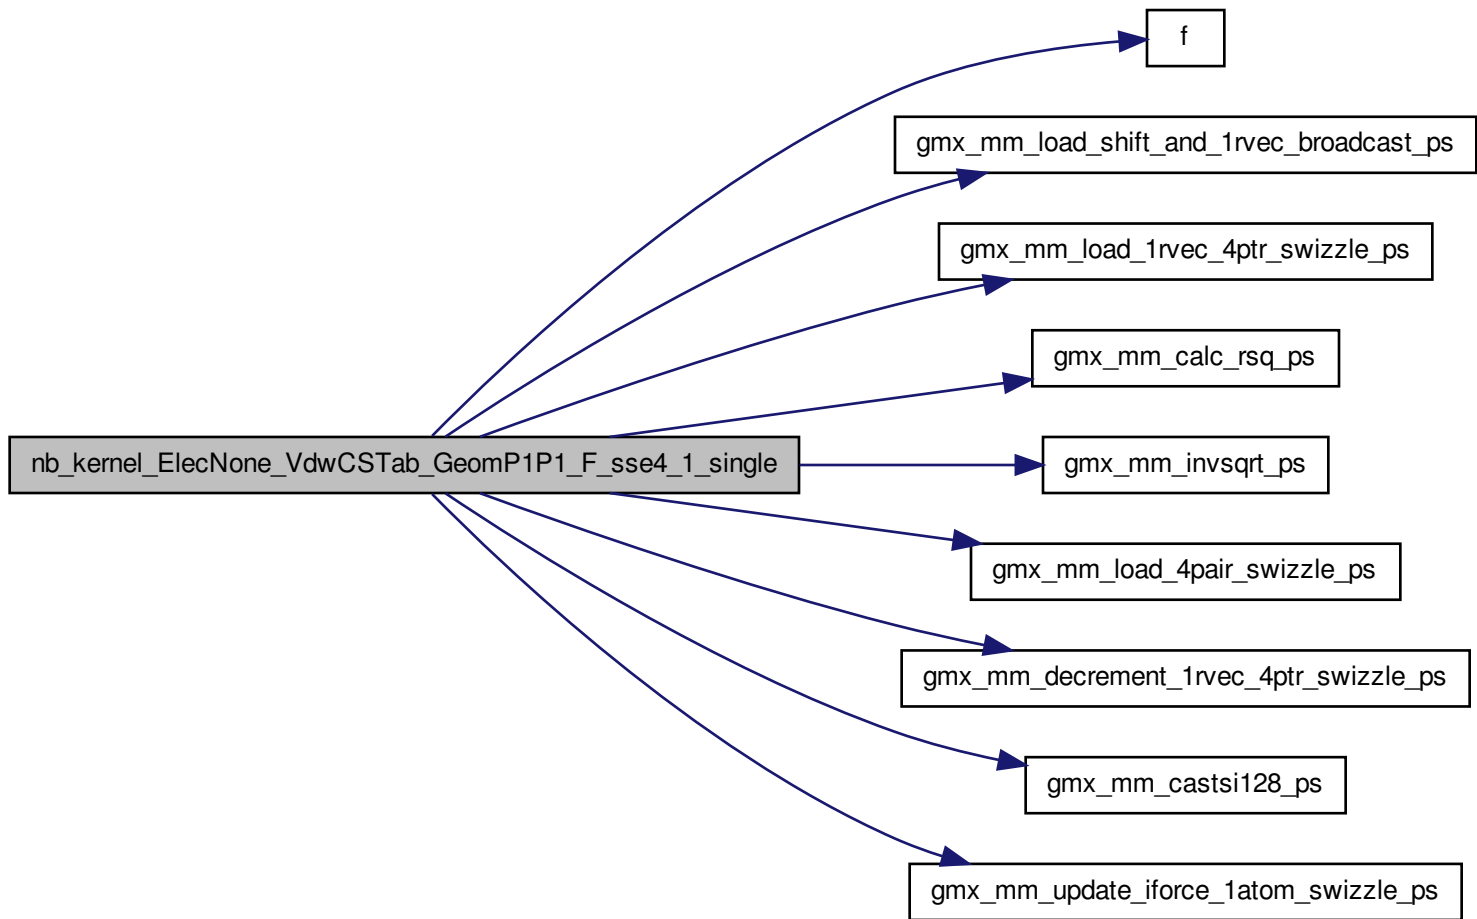 f
gmx_mm_load_shift_and_1rvec_broadcast_ps
gmx_mm_load_1rvec_4ptr_swizzle_ps
gmx_mm_calc_rsq_ps
nb_kernel_ElecNone_VdwCSTab_GeomP1P1_F_sse4_1_single
gmx_mm_invsqrt_ps
gmx_mm_load_4pair_swizzle_ps
gmx_mm_decrement_1rvec_4ptr_swizzle_ps
gmx_mm_castsi128_ps
gmx_mm_update_iforce_1atom_swizzle_ps